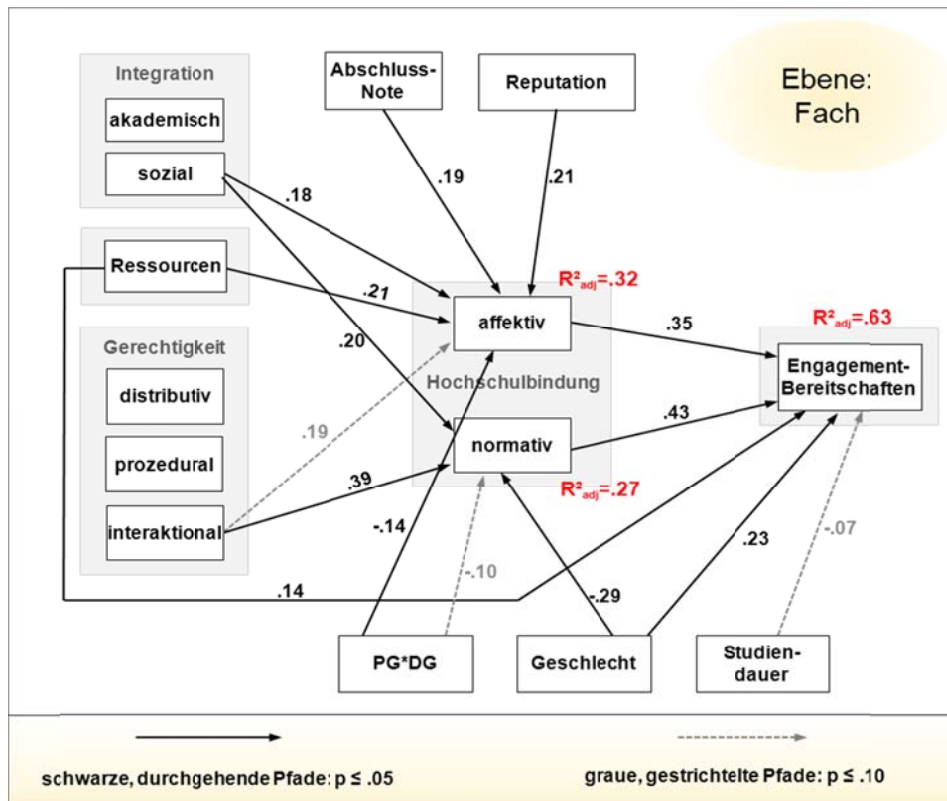 Integration
akademisch
sozial
Abschluss-
Note
Reputation
Ebene:
Fach
.18
.19
.21
Ressourcen
.21
.20
R²adj=.32
affektiv
.35
R²adj=.63
Engagement-
Bereitschaften
Gerechtigkeit
distributiv
prozedural
interaktional
Hochschulbindung
.19
normativ
.43
.39
R²adj=.27
-.14
-.10
.23
-.07
.14
-.29
PG*DG
Geschlecht
Studien-
dauer
schwarze, durchgehende Pfade: p ≤ .05
graue, gestrichtelte Pfade: p ≤ .10